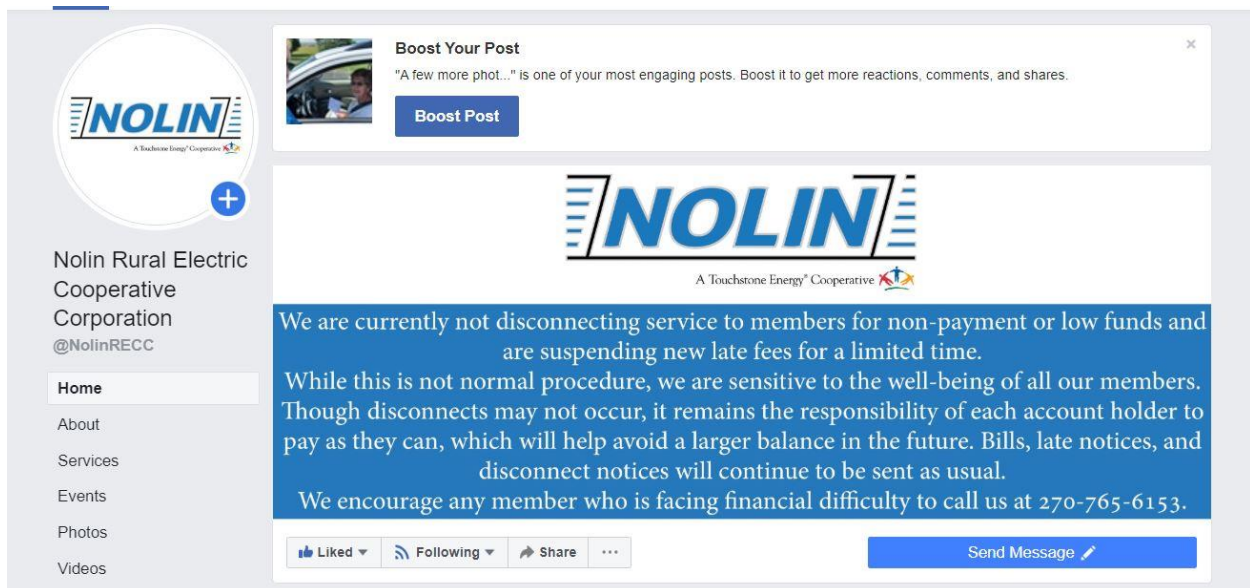 NOLIN
A Touchstone Energy® Cooperative
Nolin Rural Electric
Cooperative
Corporation
@NolinRECC
Home
About
Services
Events
Photos
Videos
Boost Your Post
"A few more phot..." is one of your most engaging posts. Boost it to get more reactions, comments, and shares.
Boost Post
NOLIN
A Touchstone Energy® Cooperative
We are currently not disconnecting service to members for non-payment or low funds and
are suspending new late fees for a limited time.
While this is not normal procedure, we are sensitive to the well-being of all our members.
Though disconnects may not occur, it remains the responsibility of each account holder to
pay as they can, which will help avoid a larger balance in the future. Bills, late notices, and
disconnect notices will continue to be sent as usual.
We encourage any member who is facing financial difficulty to call us at 270-765-6153.
Liked Following Share ...
Send Message